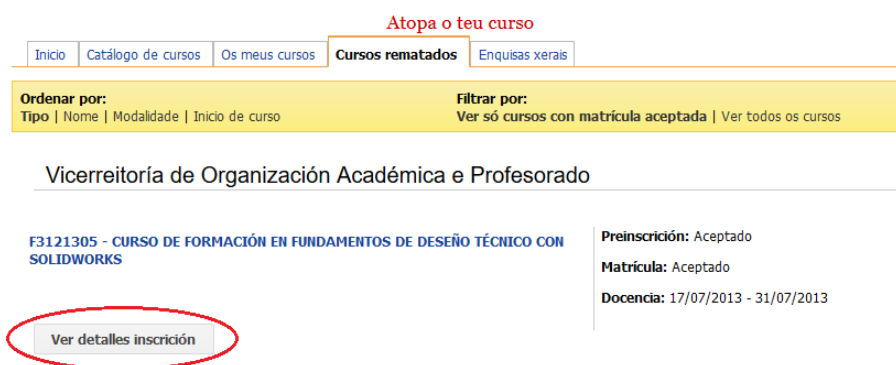 Atopa o teu curso
Inicio Catálogo de cursos Os meus cursos Cursos rematados Enquisas xerais
Ordenar por:
Tipo | Nome | Modalidade | Inicio de curso
Filtrar por:
Ver só cursos con matrícula aceptada | Ver todos os cursos
Vicerreitoría de Organización Académica e Profesorado
F3121305 - CURSO DE FORMACIÓN EN FUNDAMENTOS DE DESEÑO TÉCNICO CON
SOLIDWORKS
Preinscrición: Aceptado
Matrícula: Aceptado
Docencia: 17/07/2013 - 31/07/2013
Ver detalles inscrición